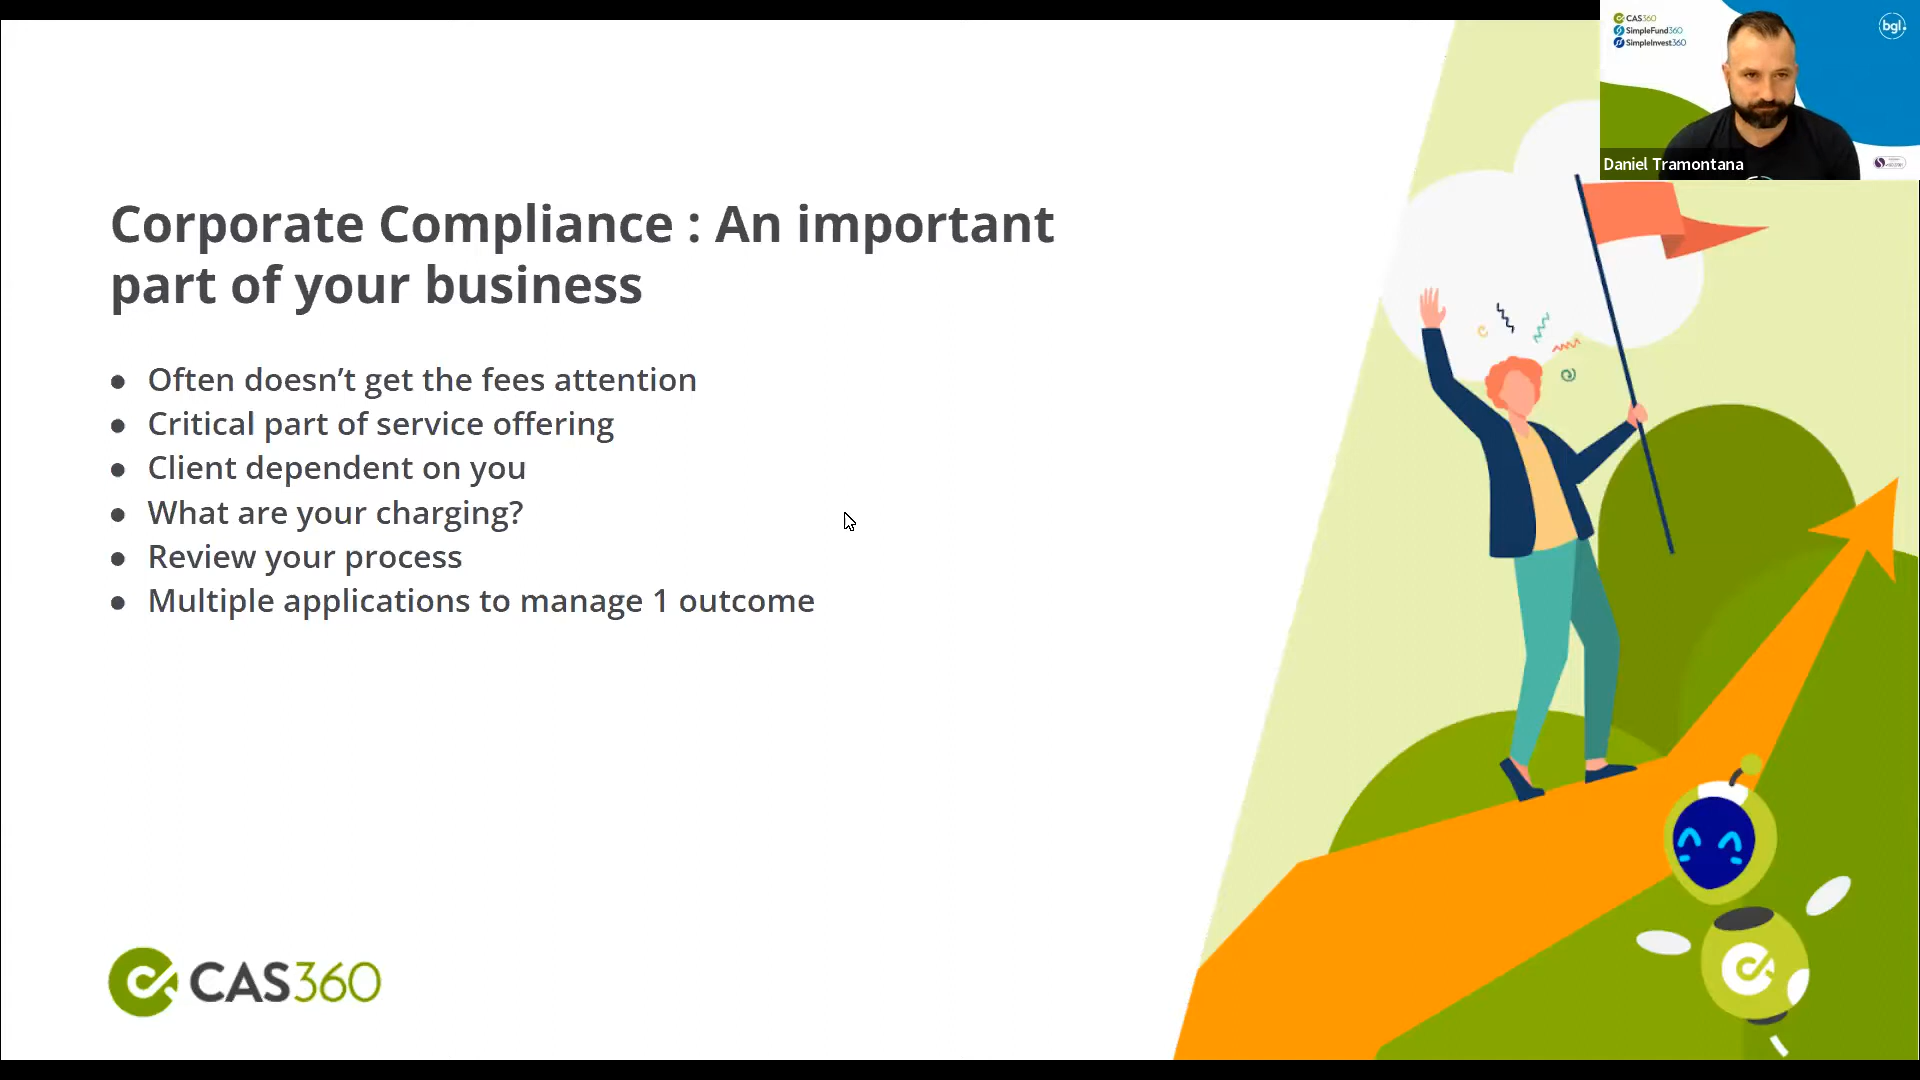 Corporate Compliance : An important
part of your business
● Often doesn’t get the fees attention
● Critical part of service offering
● Client dependent on you
● What are your charging?
● Review your process
● Multiple applications to manage 1 outcome
CAS360
CAS360
SimpleFund360
SimpleInvest360
bgl.
Daniel Tramontana